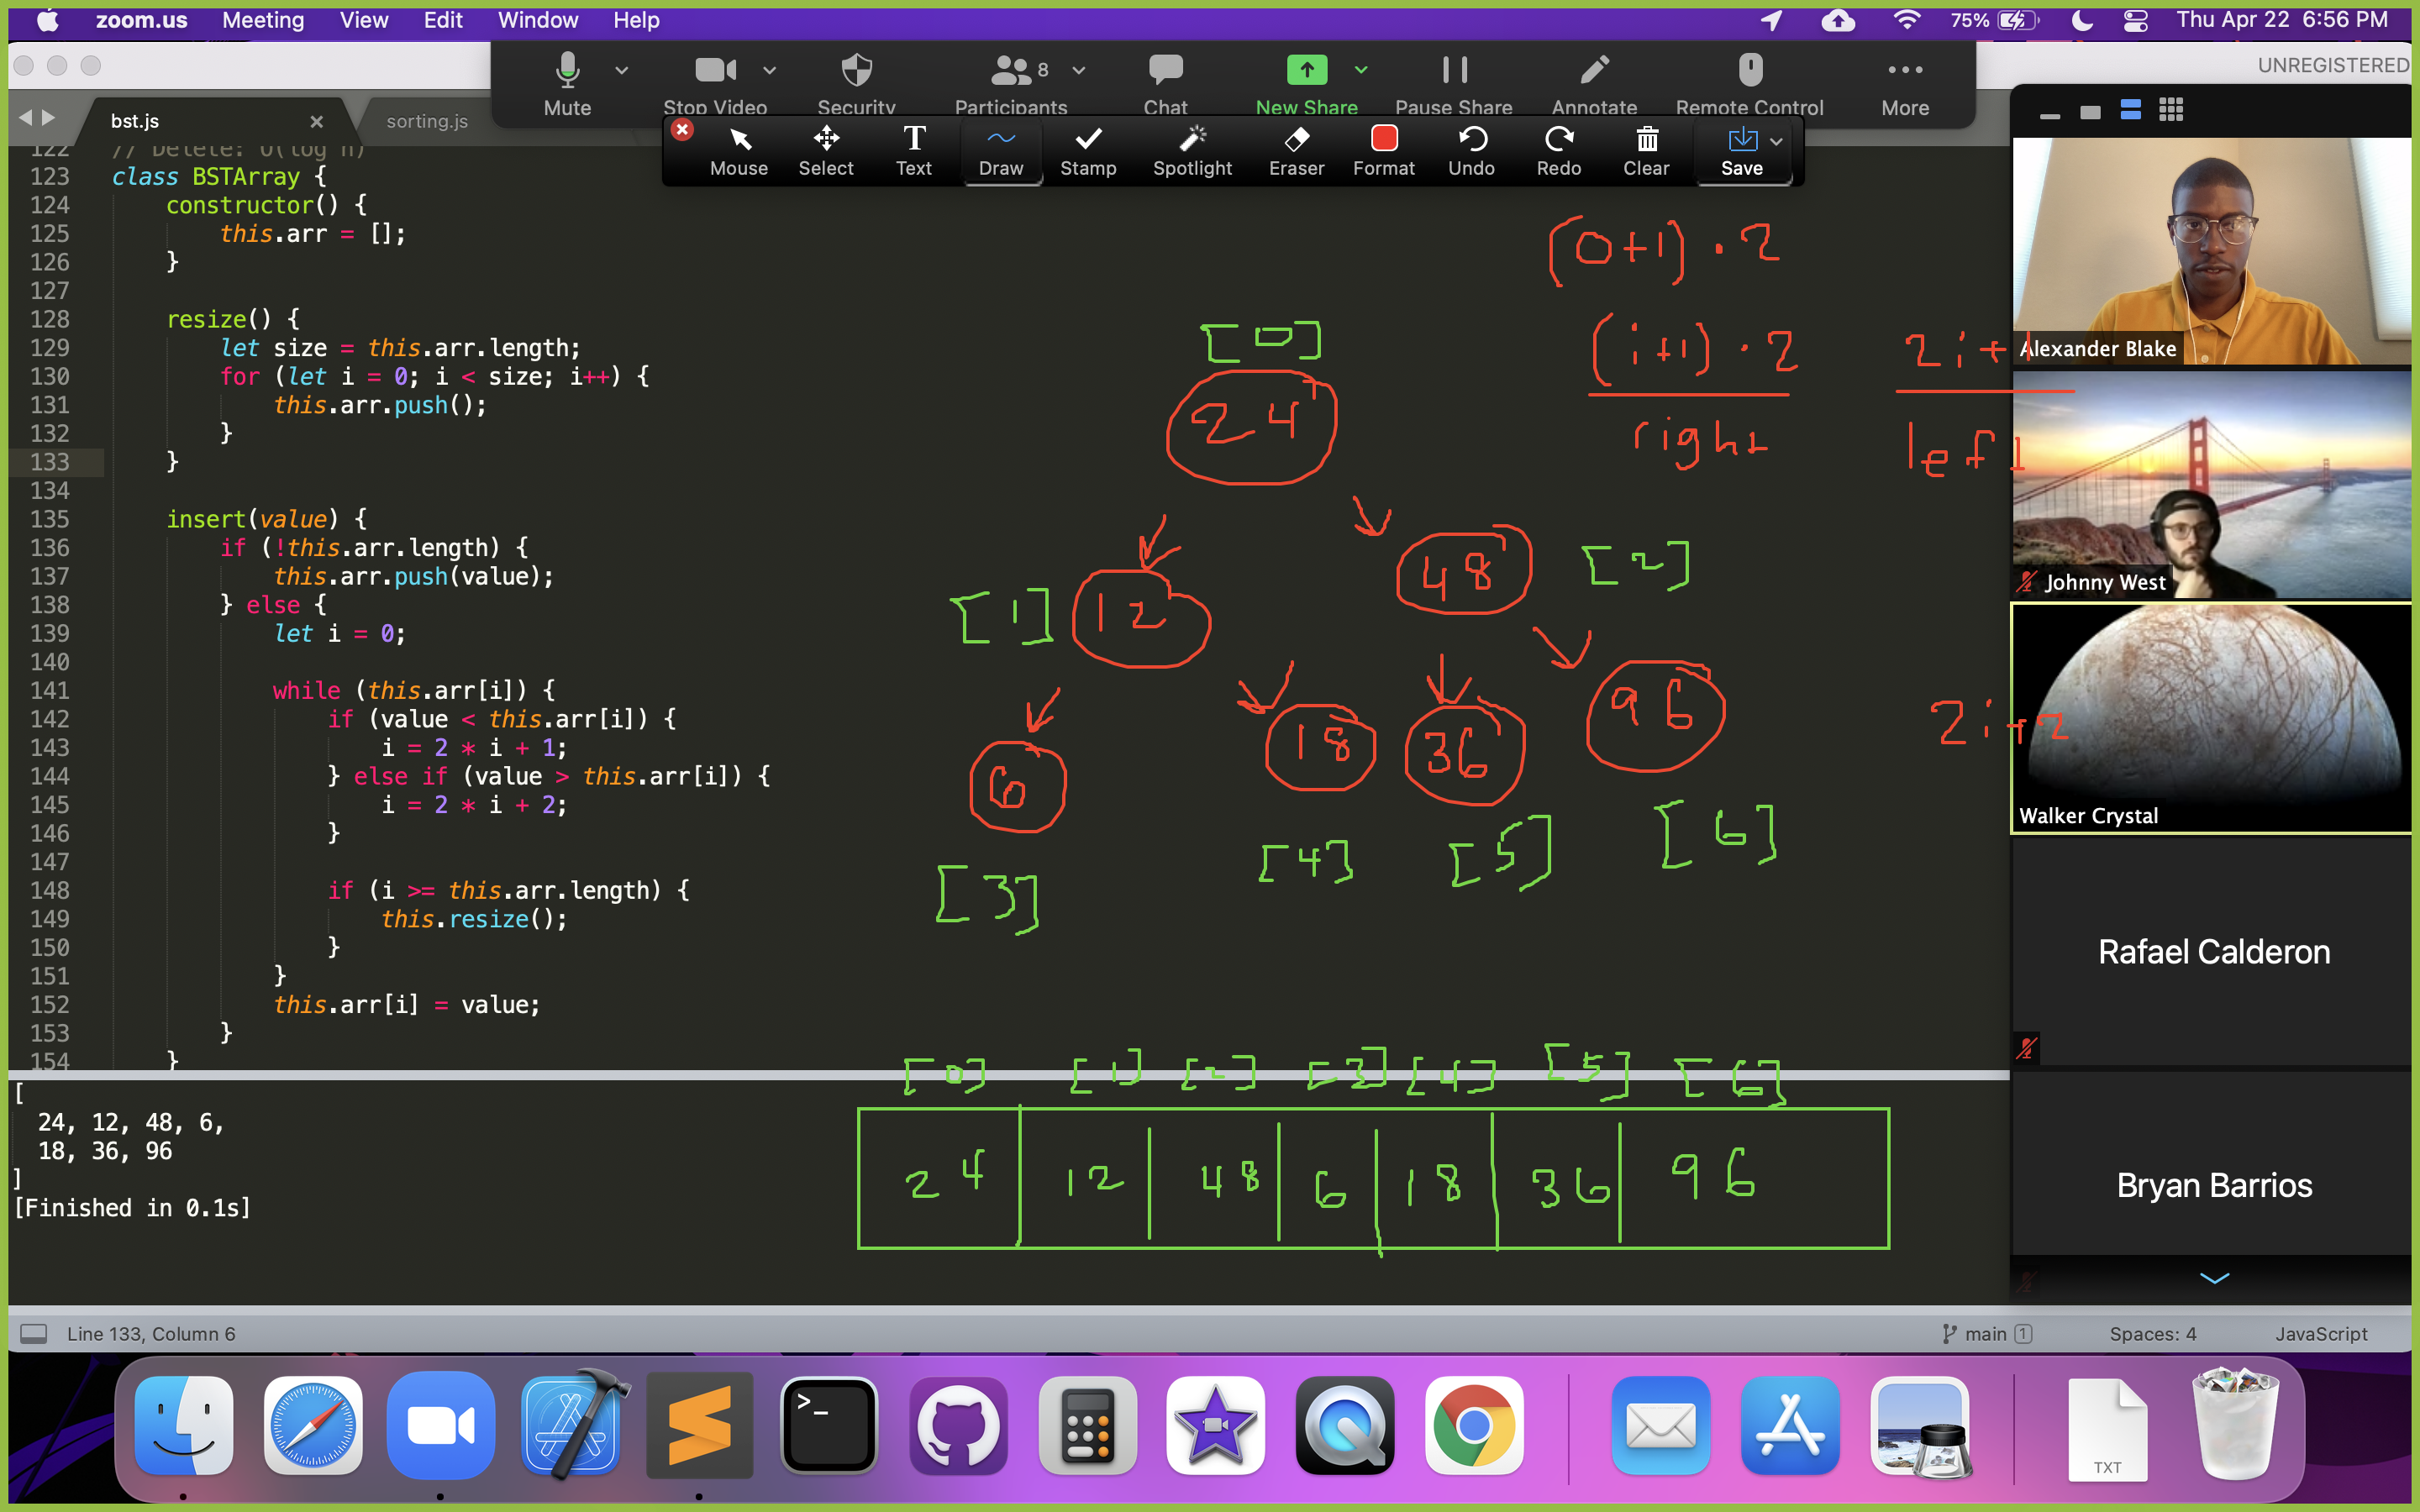 zoom.us Meeting View Edit Window Help 75% Thu Apr 22 6:56 PM
UNREGISTERED
Mute Stop Video Security Participants 8 Chat New Share Pause Share Annotate Remote Control More
bst.js × sorting.js
Mouse Select Text Draw Stamp Spotlight Eraser Format Undo Redo Clear Save
122 // Delete: O(log n)
123 class BSTArray {
124 constructor() {
125 this.arr = [];
126 }
127
128 resize() {
129 let size = this.arr.length;
130 for (let i = 0; i < size; i++) {
131 this.arr.push();
132 }
133 }
134
135 insert(value) {
136 if (!this.arr.length) {
137 this.arr.push(value);
138 } else {
139 let i = 0;
140
141 while (this.arr[i]) {
142 if (value < this.arr[i]) {
143 i = 2 * i + 1;
144 } else if (value > this.arr[i]) {
145 i = 2 * i + 2;
146 }
147
148 if (i >= this.arr.length) {
149 this.resize();
150 }
151 }
152 this.arr[i] = value;
153 }
154 }
(0+1) · 2
(i+1) · 2
right
2i+1
left
[0]
24
12
48
[1]
[2]
6
18
36
96
2i+2
[3]
[4]
[5]
[6]
Alexander Blake
Johnny West
Walker Crystal
Rafael Calderon
Bryan Barrios
[
24, 12, 48, 6,
18, 36, 96
]
[Finished in 0.1s]
[0] [1] [2] [3] [4] [5] [6]
24 12 48 6 18 36 96
Line 133, Column 6 main 1 Spaces: 4 JavaScript
>_
TXT